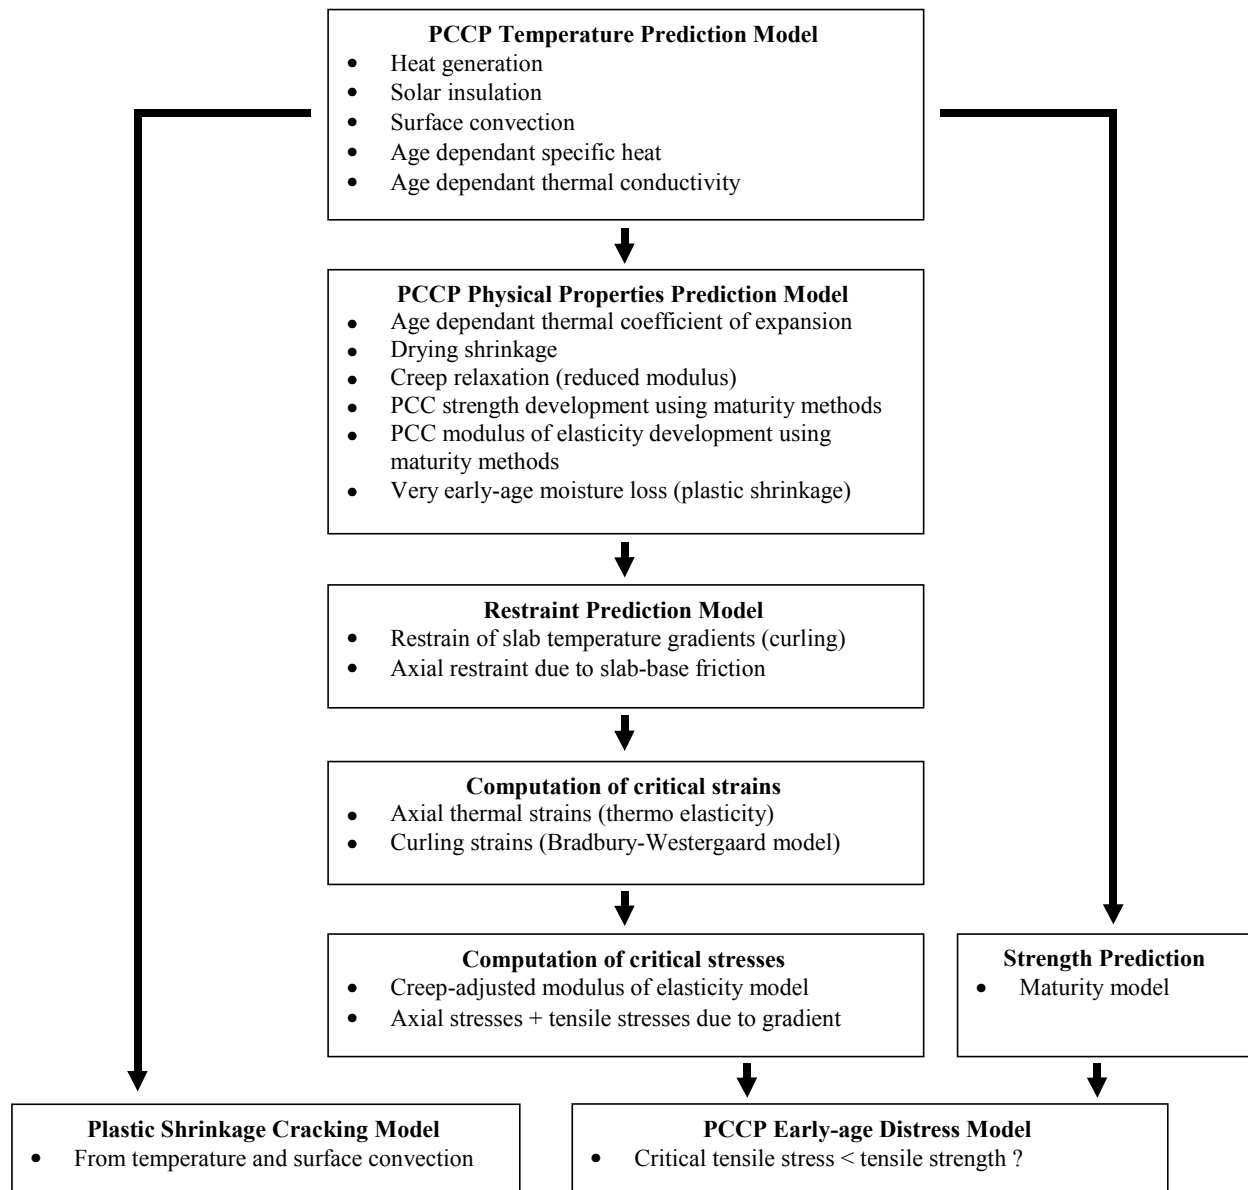 PCCP Temperature Prediction Model
• Heat generation
• Solar insulation
• Surface convection
• Age dependant specific heat
• Age dependant thermal conductivity
PCCP Physical Properties Prediction Model
• Age dependant thermal coefficient of expansion
• Drying shrinkage
• Creep relaxation (reduced modulus)
• PCC strength development using maturity methods
• PCC modulus of elasticity development using
maturity methods
• Very early-age moisture loss (plastic shrinkage)
Restraint Prediction Model
• Restrain of slab temperature gradients (curling)
• Axial restraint due to slab-base friction
Computation of critical strains
• Axial thermal strains (thermo elasticity)
• Curling strains (Bradbury-Westergaard model)
Computation of critical stresses
• Creep-adjusted modulus of elasticity model
• Axial stresses + tensile stresses due to gradient
Strength Prediction
• Maturity model
Plastic Shrinkage Cracking Model
• From temperature and surface convection
PCCP Early-age Distress Model
• Critical tensile stress < tensile strength ?